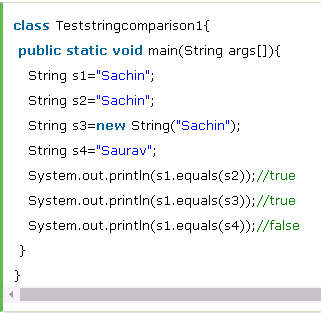 class Teststringcomparison1{
public static void main(String args[]){
String s1="Sachin";
String s2="Sachin";
String s3=new String("Sachin");
String s4="Saurav";
System.out.println(s1.equals(s2));//true
System.out.println(s1.equals(s3));//true
System.out.println(s1.equals(s4));//false
}
}